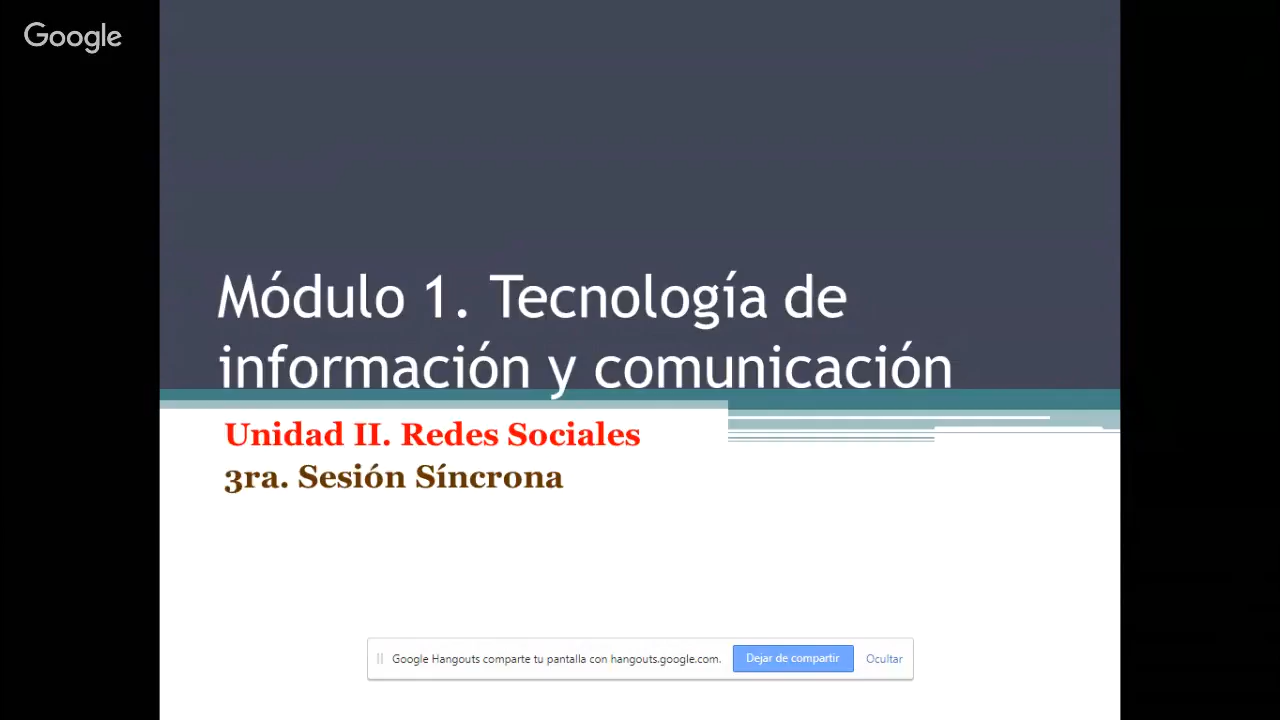 Google
Módulo 1. Tecnología de
información y comunicación
Unidad II. Redes Sociales
3ra. Sesión Síncrona
Google Hangouts comparte tu pantalla con hangouts.google.com. Dejar de compartir Ocultar